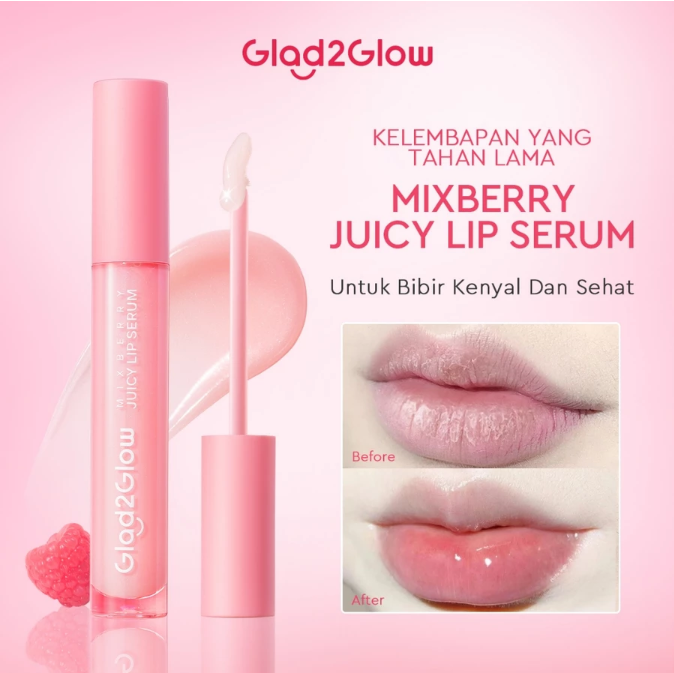 Glad2Glow
KELEMBAPAN YANG
TAHAN LAMA
MIXBERRY
JUICY LIP SERUM
Untuk Bibir Kenyal Dan Sehat
Before
After
Glad2Glow
MIXBERRY
JUICY LIP SERUM